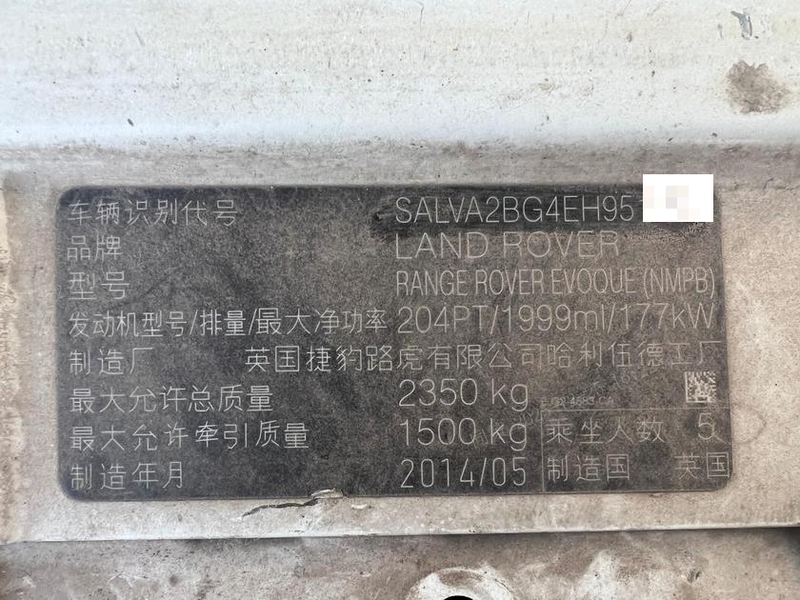 车辆识别代号 SALVA2BG4EH95
品牌 LAND ROVER
型号 RANGE ROVER EVOQUE (NMPB)
发动机型号/排量/最大净功率 204PT/1999ml/177kW
制造厂 英国捷豹路虎有限公司哈利伍德工厂
最大允许总质量 2350 kg
最大允许牵引质量 1500 kg 乘坐人数 5人
制造年月 2014/05 制造国 英国